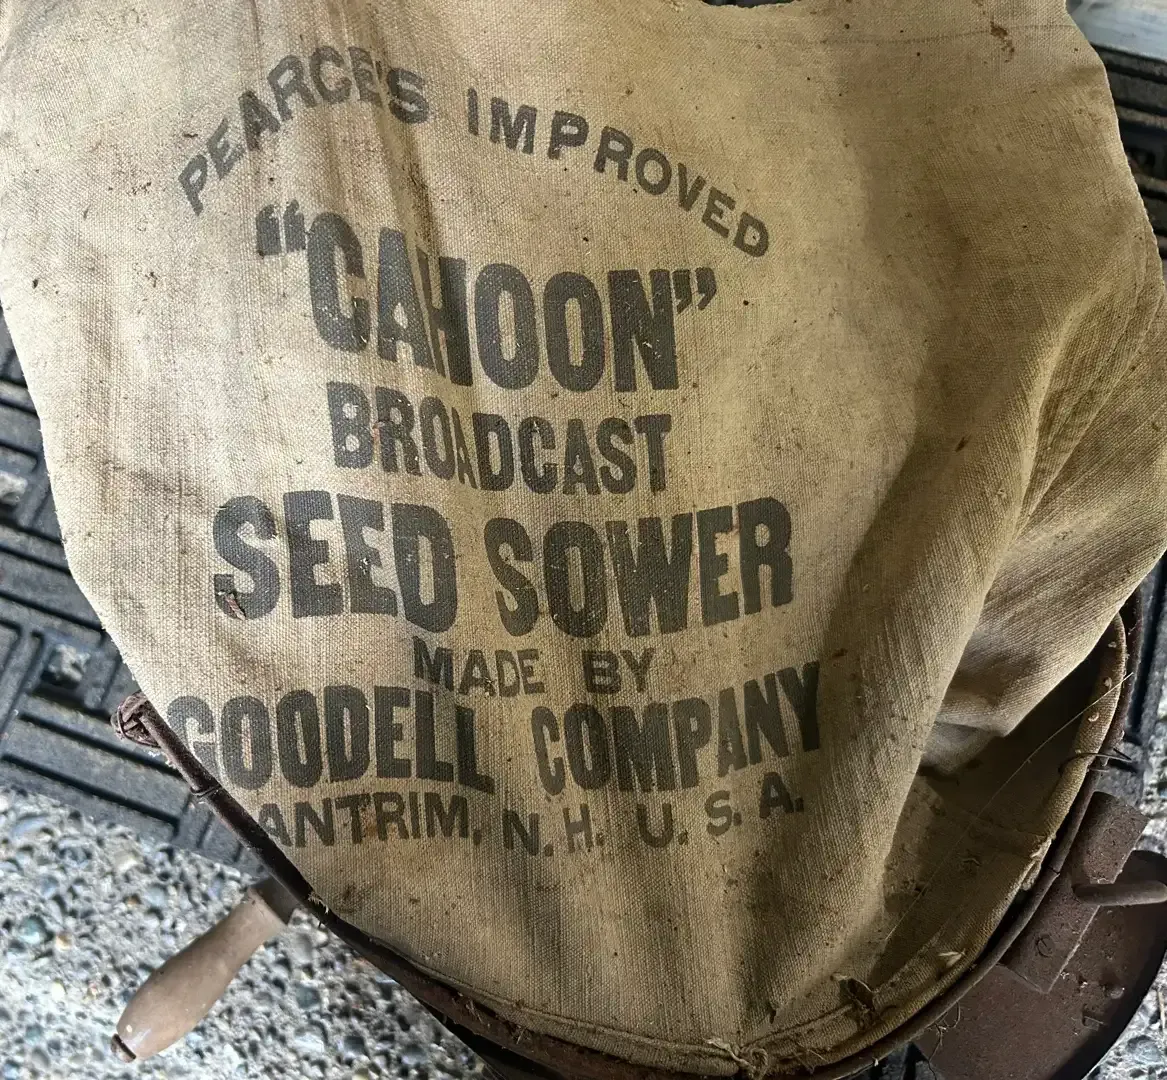 PEARCE'S IMPROVED
“CAHOON”
BROADCAST
SEED SOWER
MADE BY
GOODELL COMPANY
ANTRIM, N. H. U. S. A.